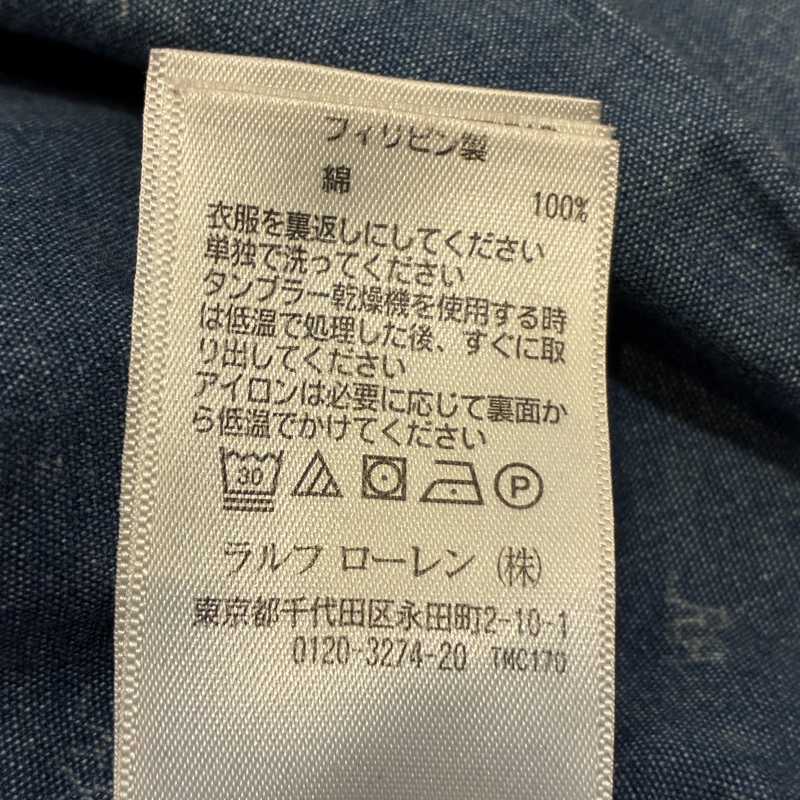 フィリピン製
綿 100%
衣服を裏返しにしてください
単独で洗ってください
タンブラー乾燥機を使用する時
は低温で処理した後、すぐに取
り出してください
アイロンは必要に応じて裏面か
ら低温でかけてください
30 P
ラルフ ローレン (株)
東京都千代田区永田町2-10-1
0120-3274-20 TMC170